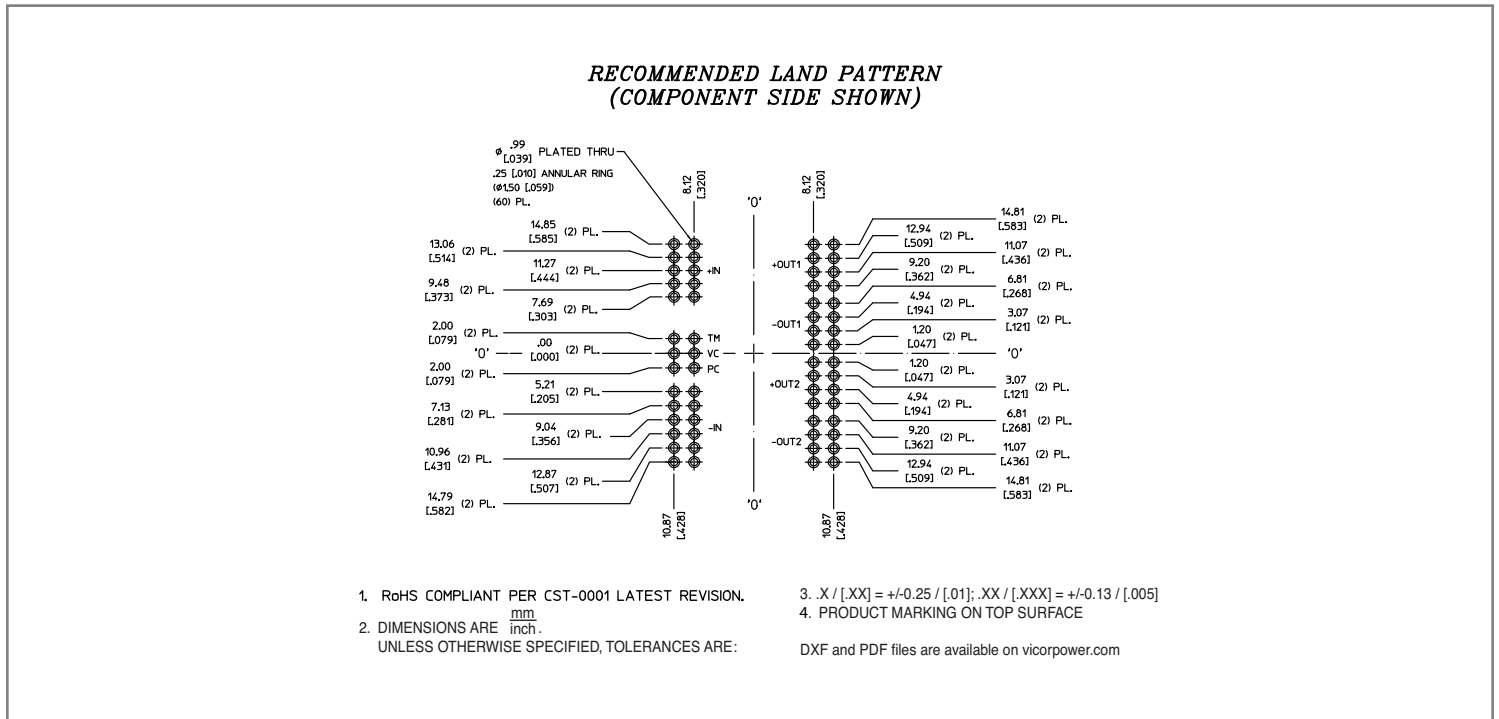 RECOMMENDED LAND PATTERN
(COMPONENT SIDE SHOWN)
ø .99 [.039] PLATED THRU
.25 [.010] ANNULAR RING
(ø1.50 [.059])
(60) PL.
8.12 [.320]
'0'
8.12 [.320]
14.85 [.585] (2) PL.
13.06 [.514] (2) PL.
11.27 [.444] (2) PL.
9.48 [.373] (2) PL.
7.69 [.303] (2) PL.
2.00 [.079] (2) PL.
'0'
.00 [.000] (2) PL.
2.00 [.079] (2) PL.
5.21 [.205] (2) PL.
7.13 [.281] (2) PL.
9.04 [.356] (2) PL.
10.96 [.431] (2) PL.
12.87 [.507] (2) PL.
14.79 [.582] (2) PL.
+IN
TM
VC
PC
-IN
10.87 [.428]
'0'
10.87 [.428]
+OUT1
-OUT1
+OUT2
-OUT2
14.81 [.583] (2) PL.
12.94 [.509] (2) PL.
11.07 [.436] (2) PL.
9.20 [.362] (2) PL.
6.81 [.268] (2) PL.
4.94 [.194] (2) PL.
3.07 [.121] (2) PL.
1.20 [.047] (2) PL.
'0'
1.20 [.047] (2) PL.
3.07 [.121] (2) PL.
4.94 [.194] (2) PL.
6.81 [.268] (2) PL.
9.20 [.362] (2) PL.
11.07 [.436] (2) PL.
12.94 [.509] (2) PL.
14.81 [.583] (2) PL.
1. RoHS COMPLIANT PER CST-0001 LATEST REVISION.
2. DIMENSIONS ARE mm/inch.
UNLESS OTHERWISE SPECIFIED, TOLERANCES ARE:
3. .X / [.XX] = +/-0.25 / [.01]; .XX / [.XXX] = +/-0.13 / [.005]
4. PRODUCT MARKING ON TOP SURFACE
DXF and PDF files are available on vicorpower.com